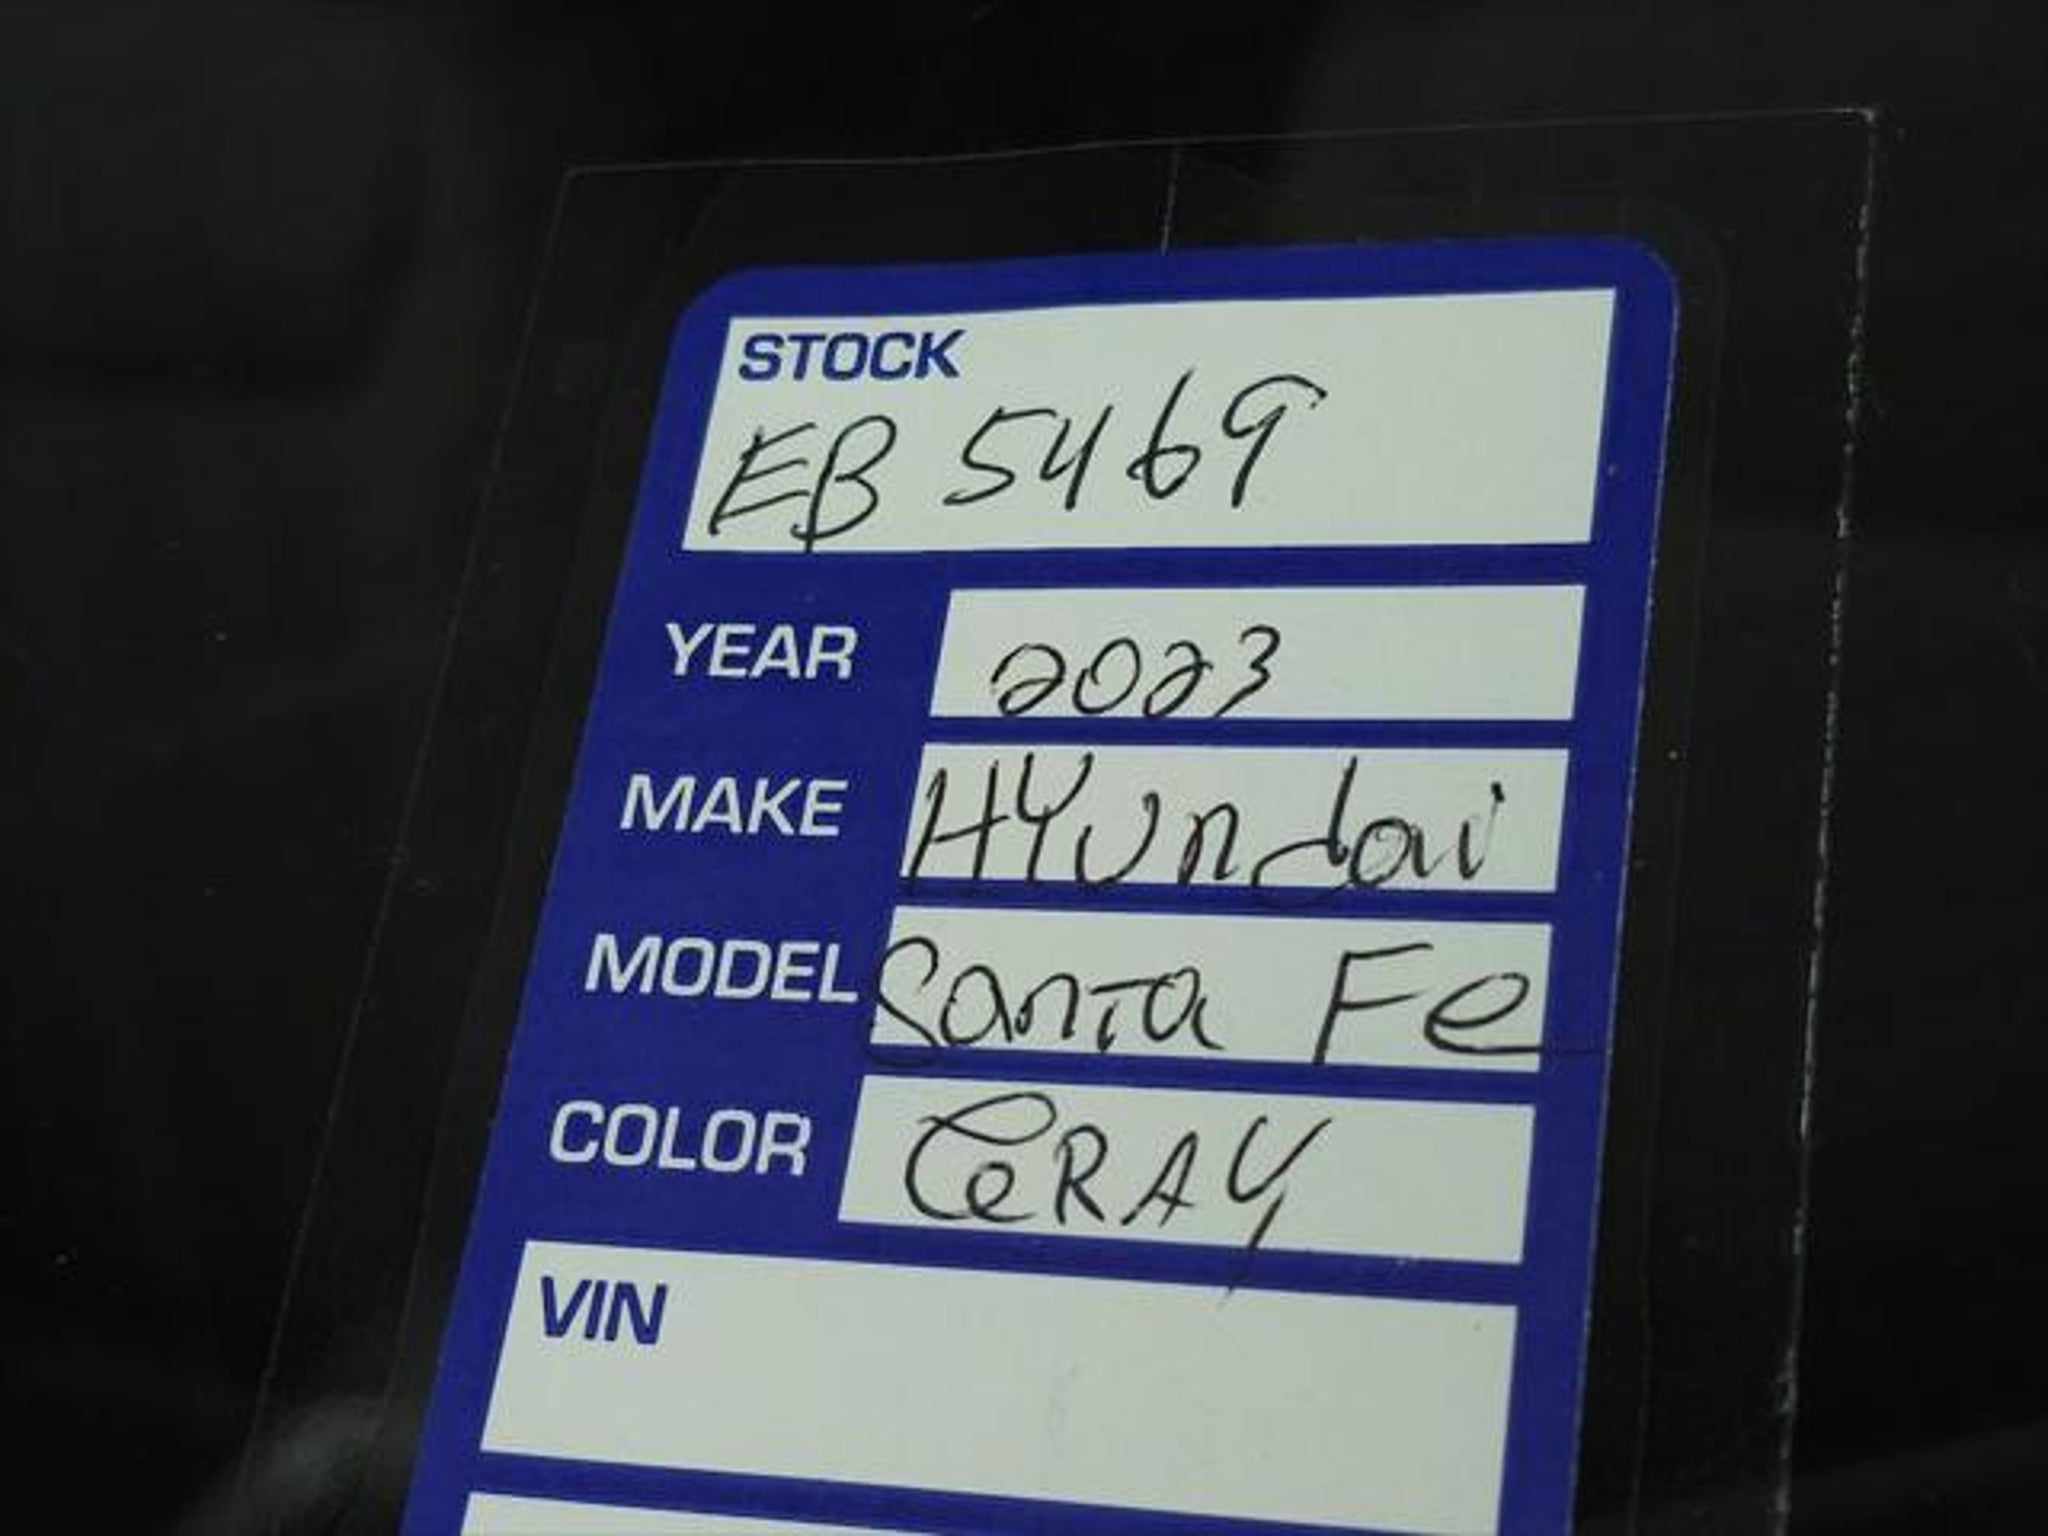 STOCK
EB 5469
YEAR 2023
MAKE HYundai
MODEL Santa Fe
COLOR GRAY
VIN